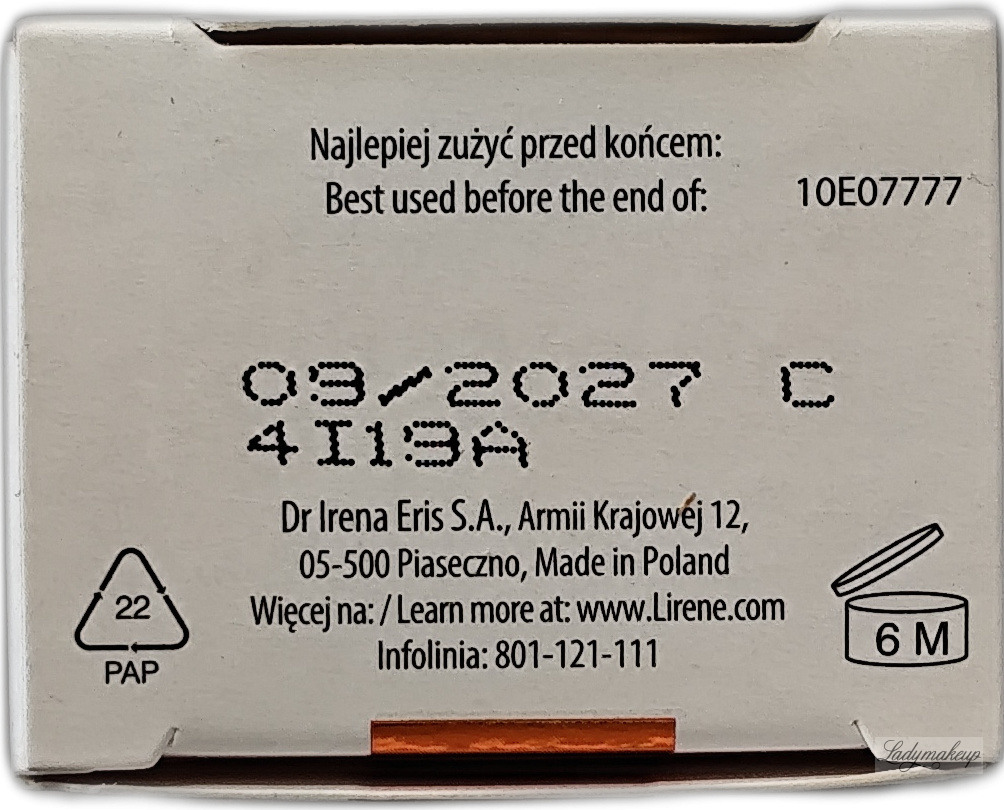 Najlepiej zużyć przed końcem:
Best used before the end of:
10E07777
09/2027 C
4I19A
Dr Irena Eris S.A., Armii Krajowej 12,
05-500 Piaseczno, Made in Poland
Więcej na: / Learn more at: www.Lirene.com
Infolinia: 801-121-111
22
PAP
6 M
Ladymakeup